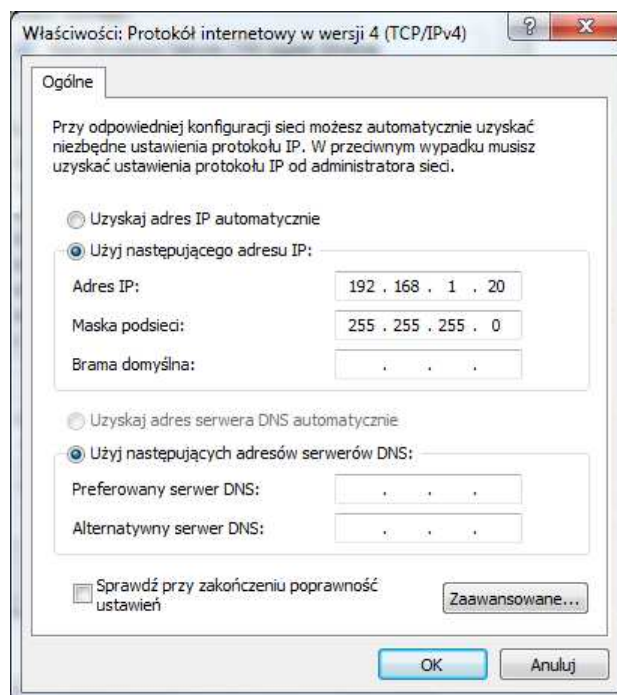 Właściwości: Protokół internetowy w wersji 4 (TCP/IPv4)
Ogólne
Przy odpowiedniej konfiguracji sieci możesz automatycznie uzyskać
niezbędne ustawienia protokołu IP. W przeciwnym wypadku musisz
uzyskać ustawienia protokołu IP od administratora sieci.
Uzyskaj adres IP automatycznie
Użyj następującego adresu IP:
Adres IP: 192 . 168 . 1 . 20
Maska podsieci: 255 . 255 . 255 . 0
Brama domyślna: . . .
Uzyskaj adres serwera DNS automatycznie
Użyj następujących adresów serwerów DNS:
Preferowany serwer DNS: . . .
Alternatywny serwer DNS: . . .
Sprawdź przy zakończeniu poprawność
ustawień
Zaawansowane...
OK Anuluj